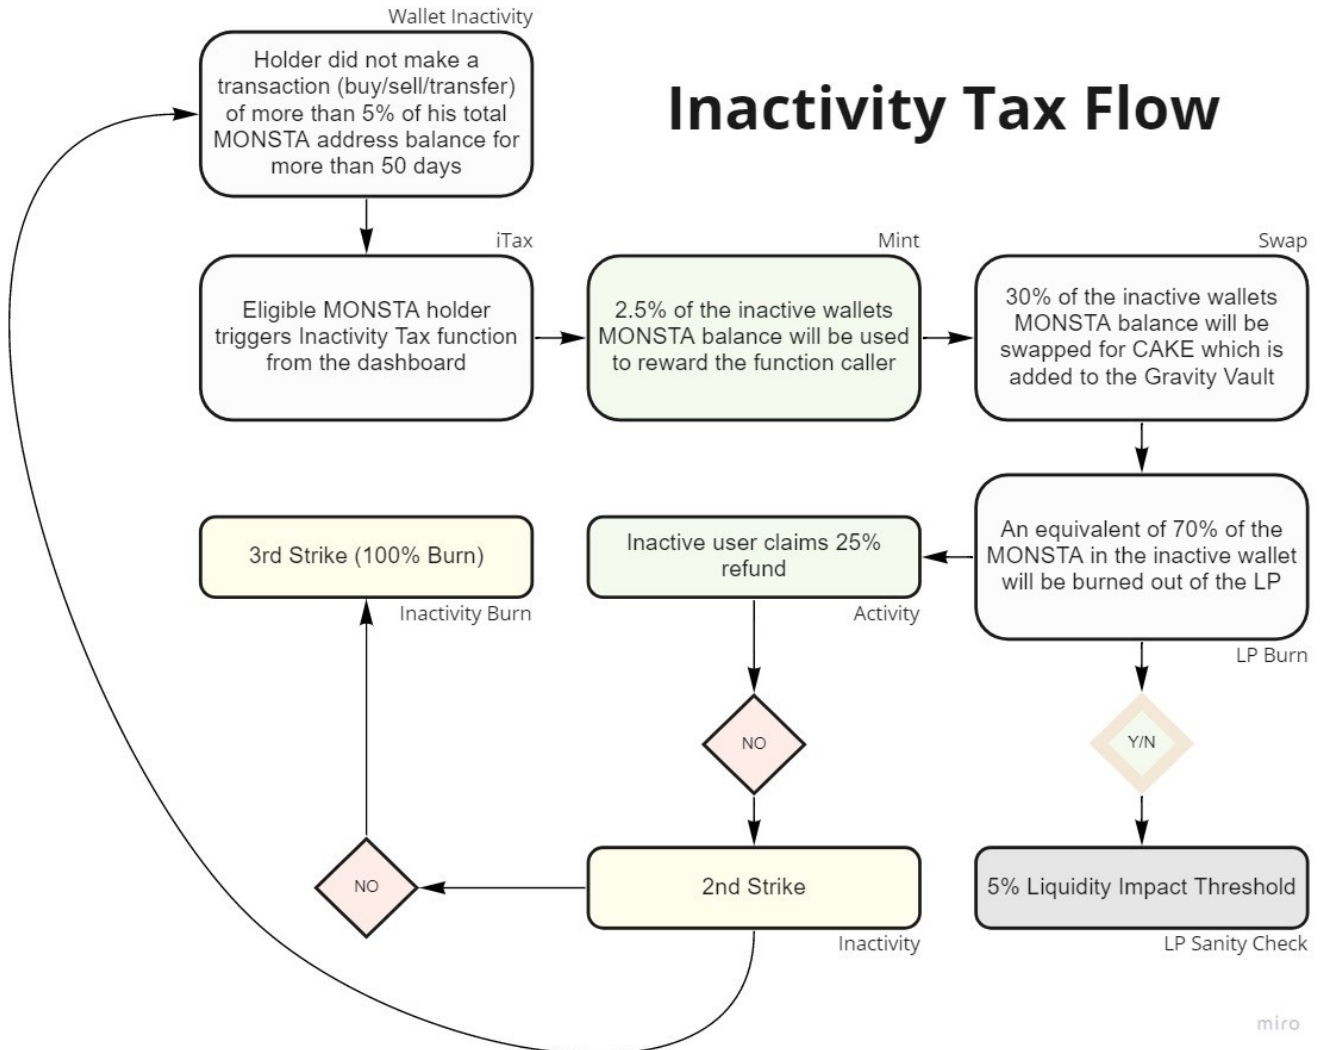 Wallet Inactivity
Holder did not make a
transaction (buy/sell/transfer)
of more than 5% of his total
MONSTA address balance for
more than 50 days
Inactivity Tax Flow
iTax
Eligible MONSTA holder
triggers Inactivity Tax function
from the dashboard
Mint
2.5% of the inactive wallets
MONSTA balance will be used
to reward the function caller
Swap
30% of the inactive wallets
MONSTA balance will be
swapped for CAKE which is
added to the Gravity Vault
An equivalent of 70% of the
MONSTA in the inactive wallet
will be burned out of the LP
LP Burn
Inactive user claims 25%
refund
Activity
3rd Strike (100% Burn)
Inactivity Burn
NO
Y/N
NO
2nd Strike
Inactivity
5% Liquidity Impact Threshold
LP Sanity Check
miro